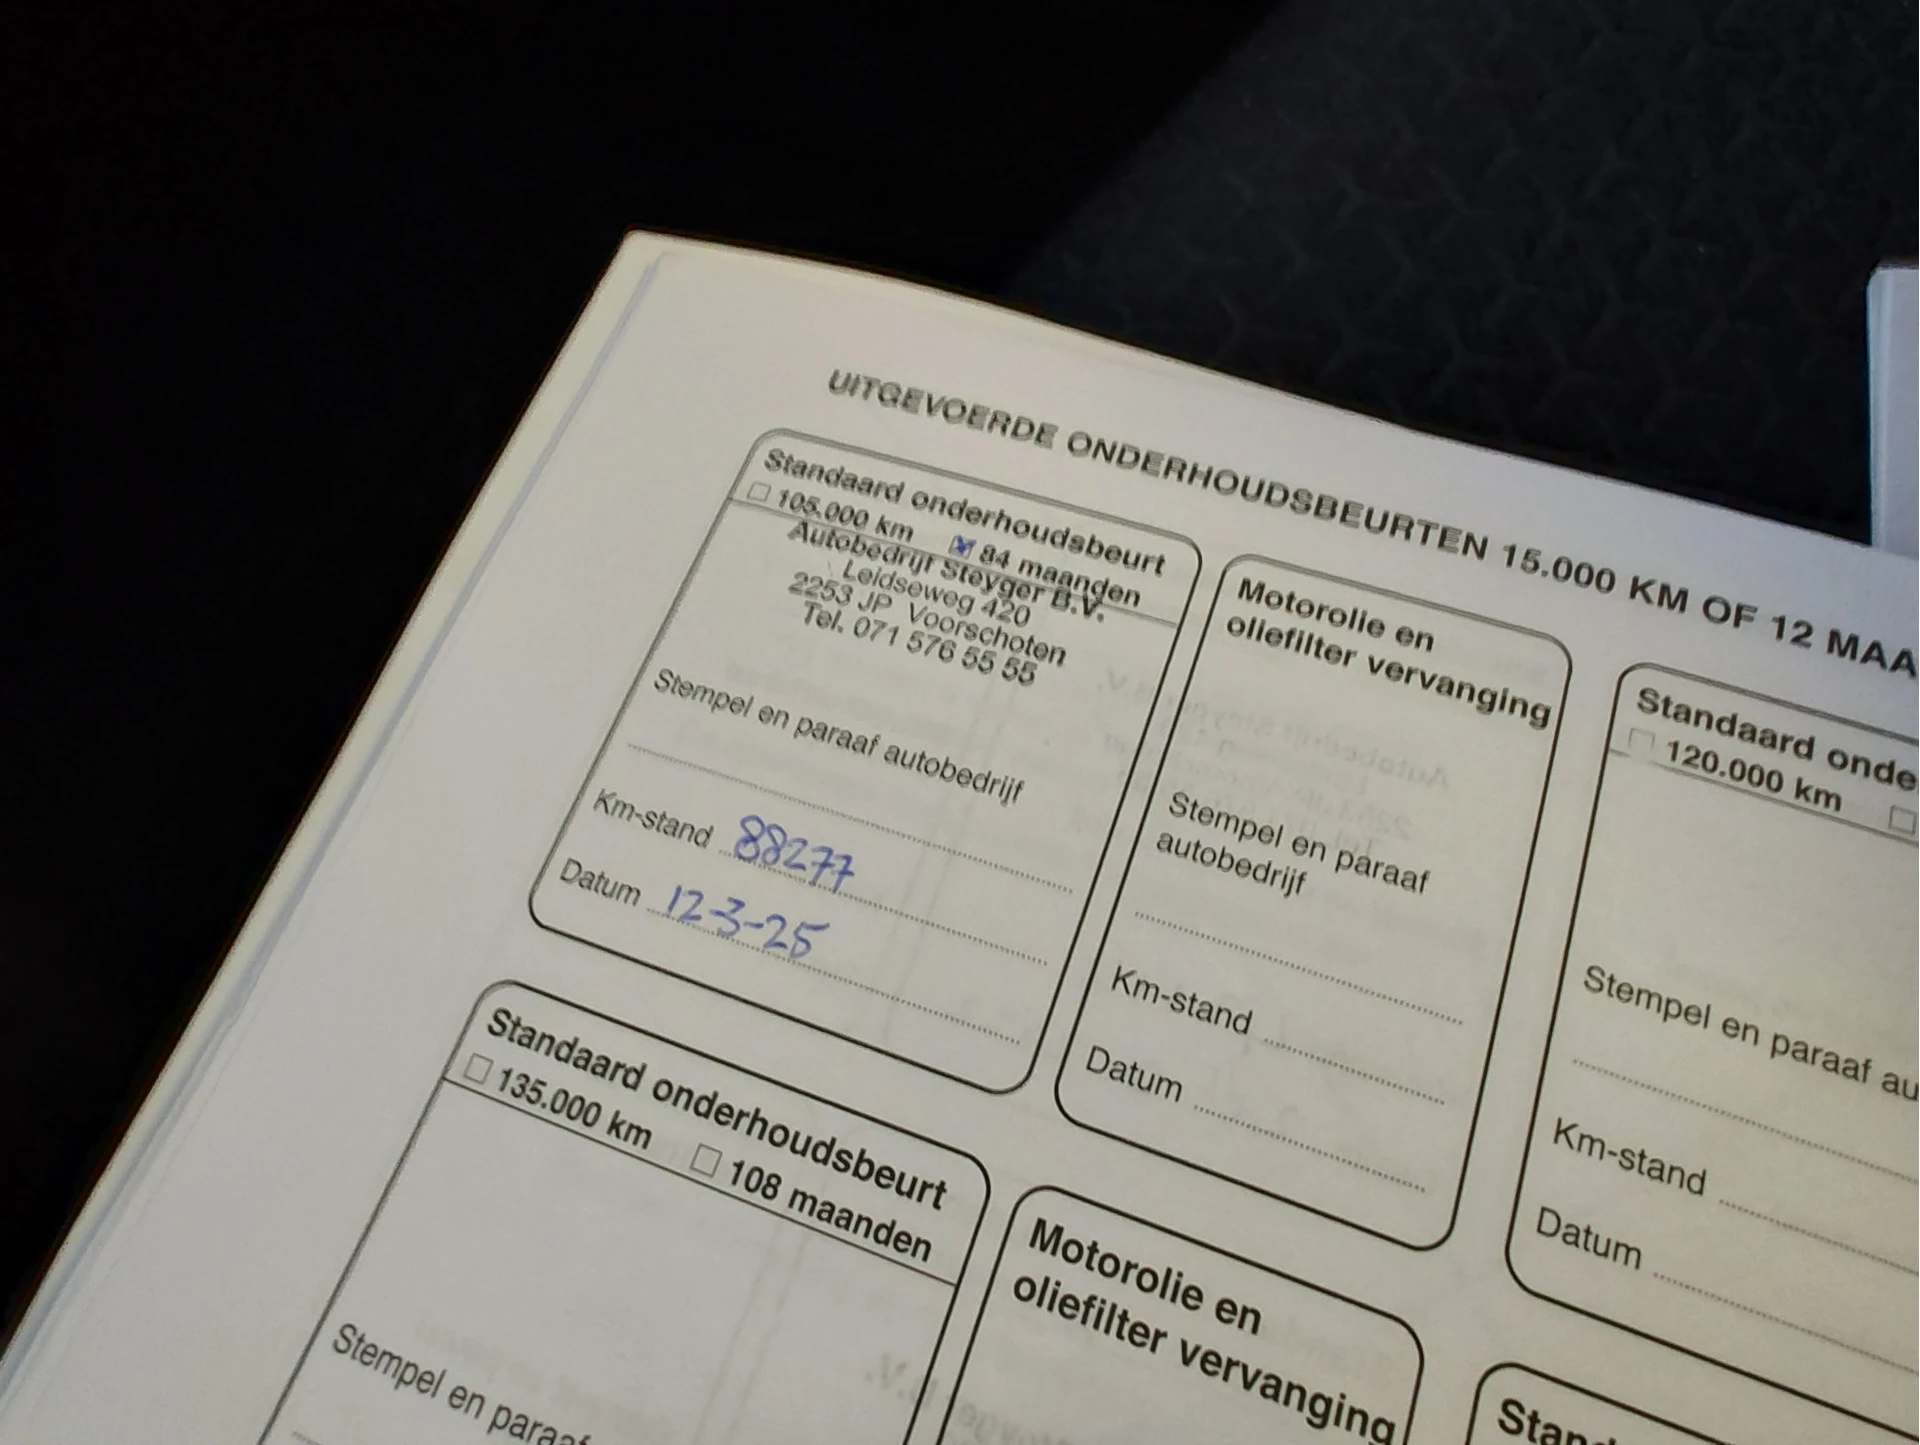 UITGEVOERDE ONDERHOUDSBEURTEN 15.000 KM OF 12 MAA
Standaard onderhoudsbeurt
105.000 km 84 maanden
Autobedrijf Steyger B.V.
Leidseweg 420
2253 JP Voorschoten
Tel. 071 576 55 55
Stempel en paraaf autobedrijf
Km-stand 88277
Datum 12-3-25
Motorolie en
oliefilter vervanging
Stempel en paraaf
autobedrijf
Km-stand
Datum
Standaard onde
120.000 km
Stempel en paraaf au
Km-stand
Datum
Standaard onderhoudsbeurt
135.000 km 108 maanden
Stempel en paraaf
Motorolie en
oliefilter vervanging
Stan